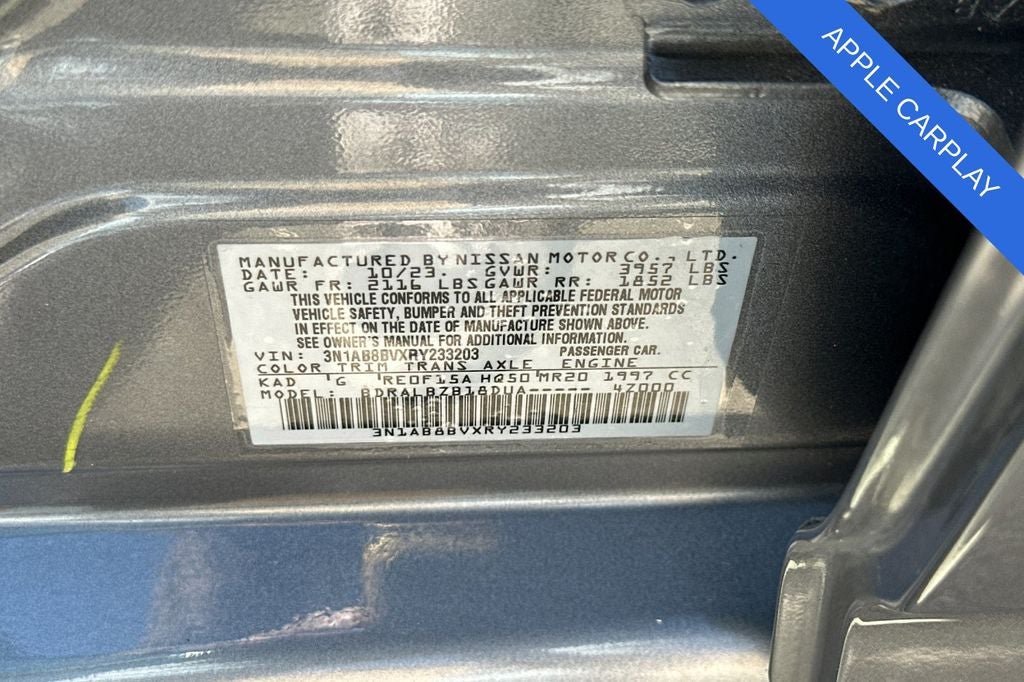 APPLE CARPLAY
MANUFACTURED BY NISSAN MOTOR CO., LTD.
DATE: 10/23. GVWR: 3957 LBS
GAWR FR: 2116 LBS GAWR RR: 1852 LBS
THIS VEHICLE CONFORMS TO ALL APPLICABLE FEDERAL MOTOR
VEHICLE SAFETY, BUMPER AND THEFT PREVENTION STANDARDS
IN EFFECT ON THE DATE OF MANUFACTURE SHOWN ABOVE.
SEE OWNER'S MANUAL FOR ADDITIONAL INFORMATION.
VIN: 3N1AB8BVXRY233203 PASSENGER CAR.
COLOR TRIM TRANS AXLE ENGINE
KAD G RE0F15A HQ50 MR20 1997 CC
MODEL: BDRALBZB18DUA----- 4Z000
3N1AB8BVXRY233203